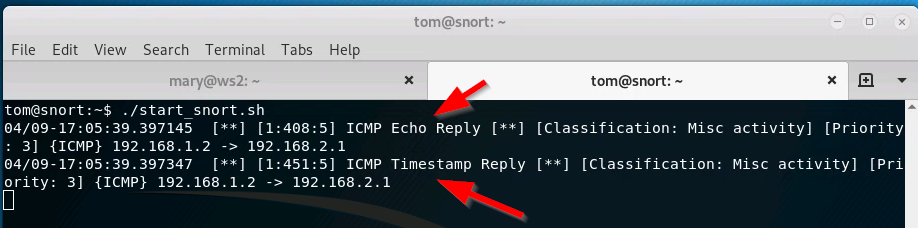 tom@snort: ~
File Edit View Search Terminal Tabs Help
mary@ws2: ~ tom@snort: ~
tom@snort:~$ ./start_snort.sh
04/09-17:05:39.397145  [**] [1:408:5] ICMP Echo Reply [**] [Classification: Misc activity] [Priority
: 3] {ICMP} 192.168.1.2 -> 192.168.2.1
04/09-17:05:39.397347  [**] [1:451:5] ICMP Timestamp Reply [**] [Classification: Misc activity] [Pri
ority: 3] {ICMP} 192.168.1.2 -> 192.168.2.1